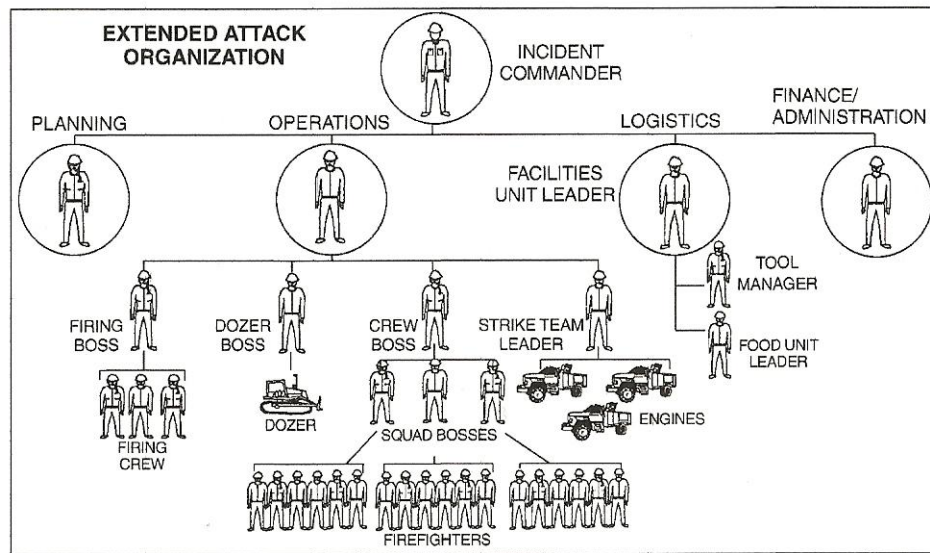 EXTENDED ATTACK
ORGANIZATION
INCIDENT
COMMANDER
PLANNING
OPERATIONS
LOGISTICS
FINANCE/
ADMINISTRATION
FACILITIES
UNIT LEADER
TOOL
MANAGER
FIRING
BOSS
DOZER
BOSS
CREW
BOSS
STRIKE TEAM
LEADER
FOOD UNIT
LEADER
FIRING
CREW
DOZER
SQUAD BOSSES
ENGINES
FIREFIGHTERS